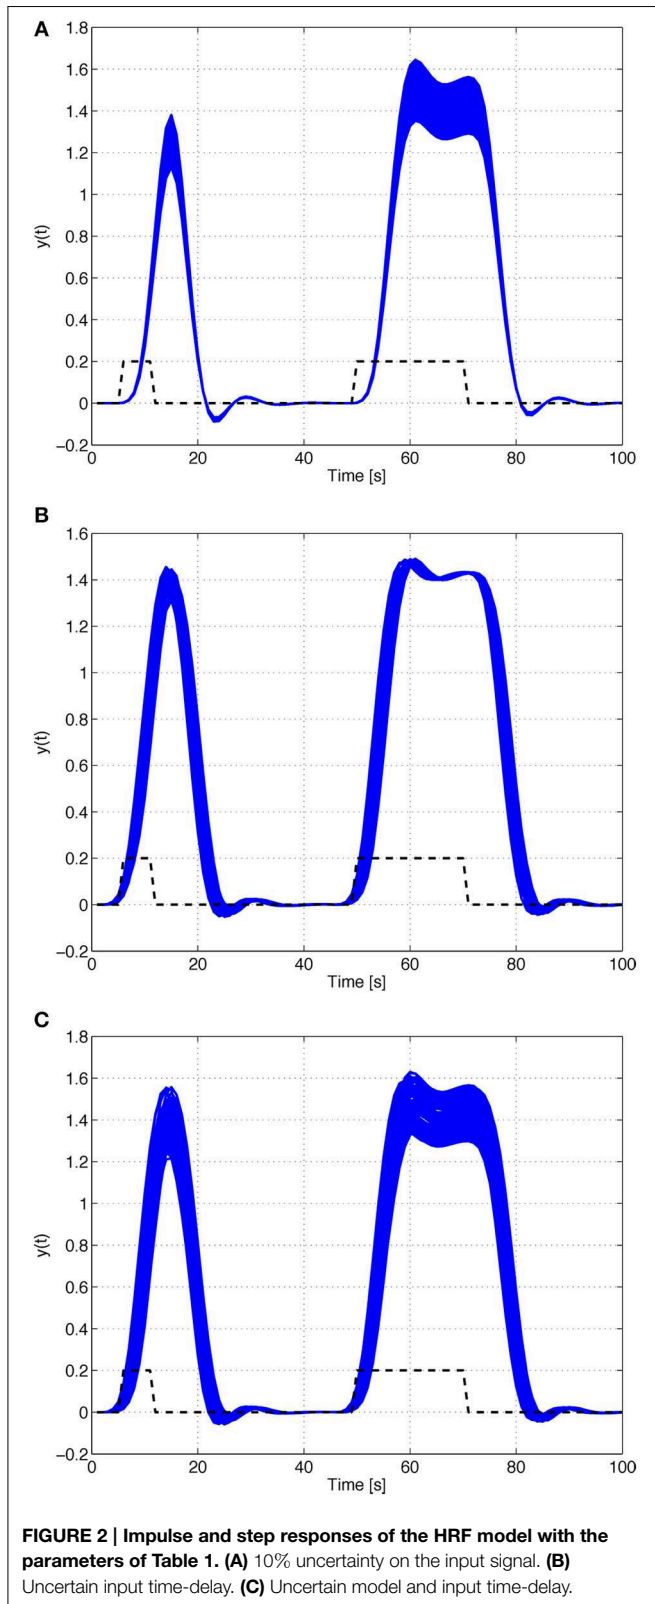 A
1.8
1.6
1.4
1.2
1
0.8
0.6
0.4
0.2
0
−0.2
y(t)
0 20 40 60 80 100
Time [s]
B
1.6
1.4
1.2
1
0.8
0.6
0.4
0.2
0
−0.2
y(t)
0 20 40 60 80 100
Time [s]
C
1.8
1.6
1.4
1.2
1
0.8
0.6
0.4
0.2
0
−0.2
y(t)
0 20 40 60 80 100
Time [s]
FIGURE 2 | Impulse and step responses of the HRF model with the
parameters of Table 1. (A) 10% uncertainty on the input signal. (B)
Uncertain input time-delay. (C) Uncertain model and input time-delay.